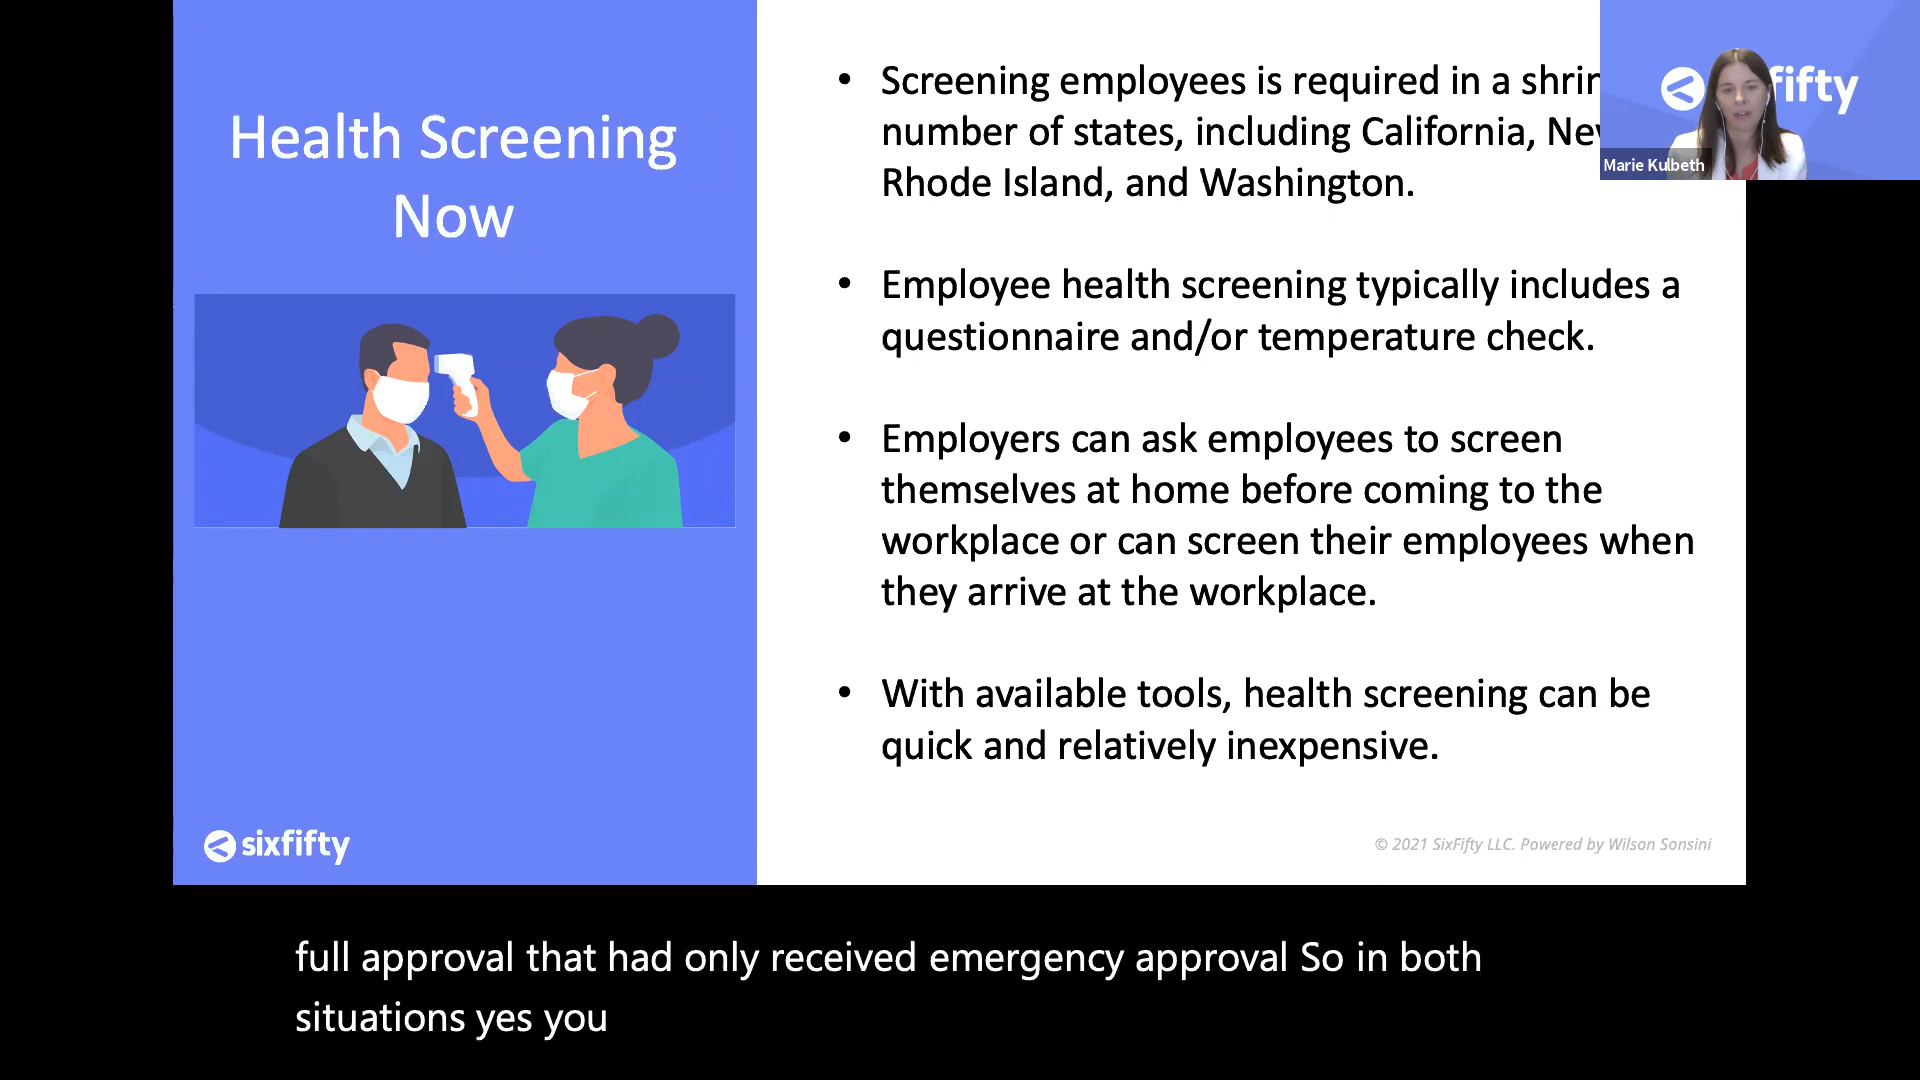 Health Screening
Now
sixfifty
Screening employees is required in a
number of states, including California,
Rhode Island, and Washington.
Employee health screening typically includes a
questionnaire and/or temperature check.
Employers can ask employees to screen
themselves at home before coming to the
workplace or can screen their employees when
they arrive at the workplace.
With available tools, health screening can be
quick and relatively inexpensive.
© 2021 SixFifty LLC. Powered by Wilson Sonsini
fifty
Marie Kulbeth
full approval that had only received emergency approval So in both
situations yes you